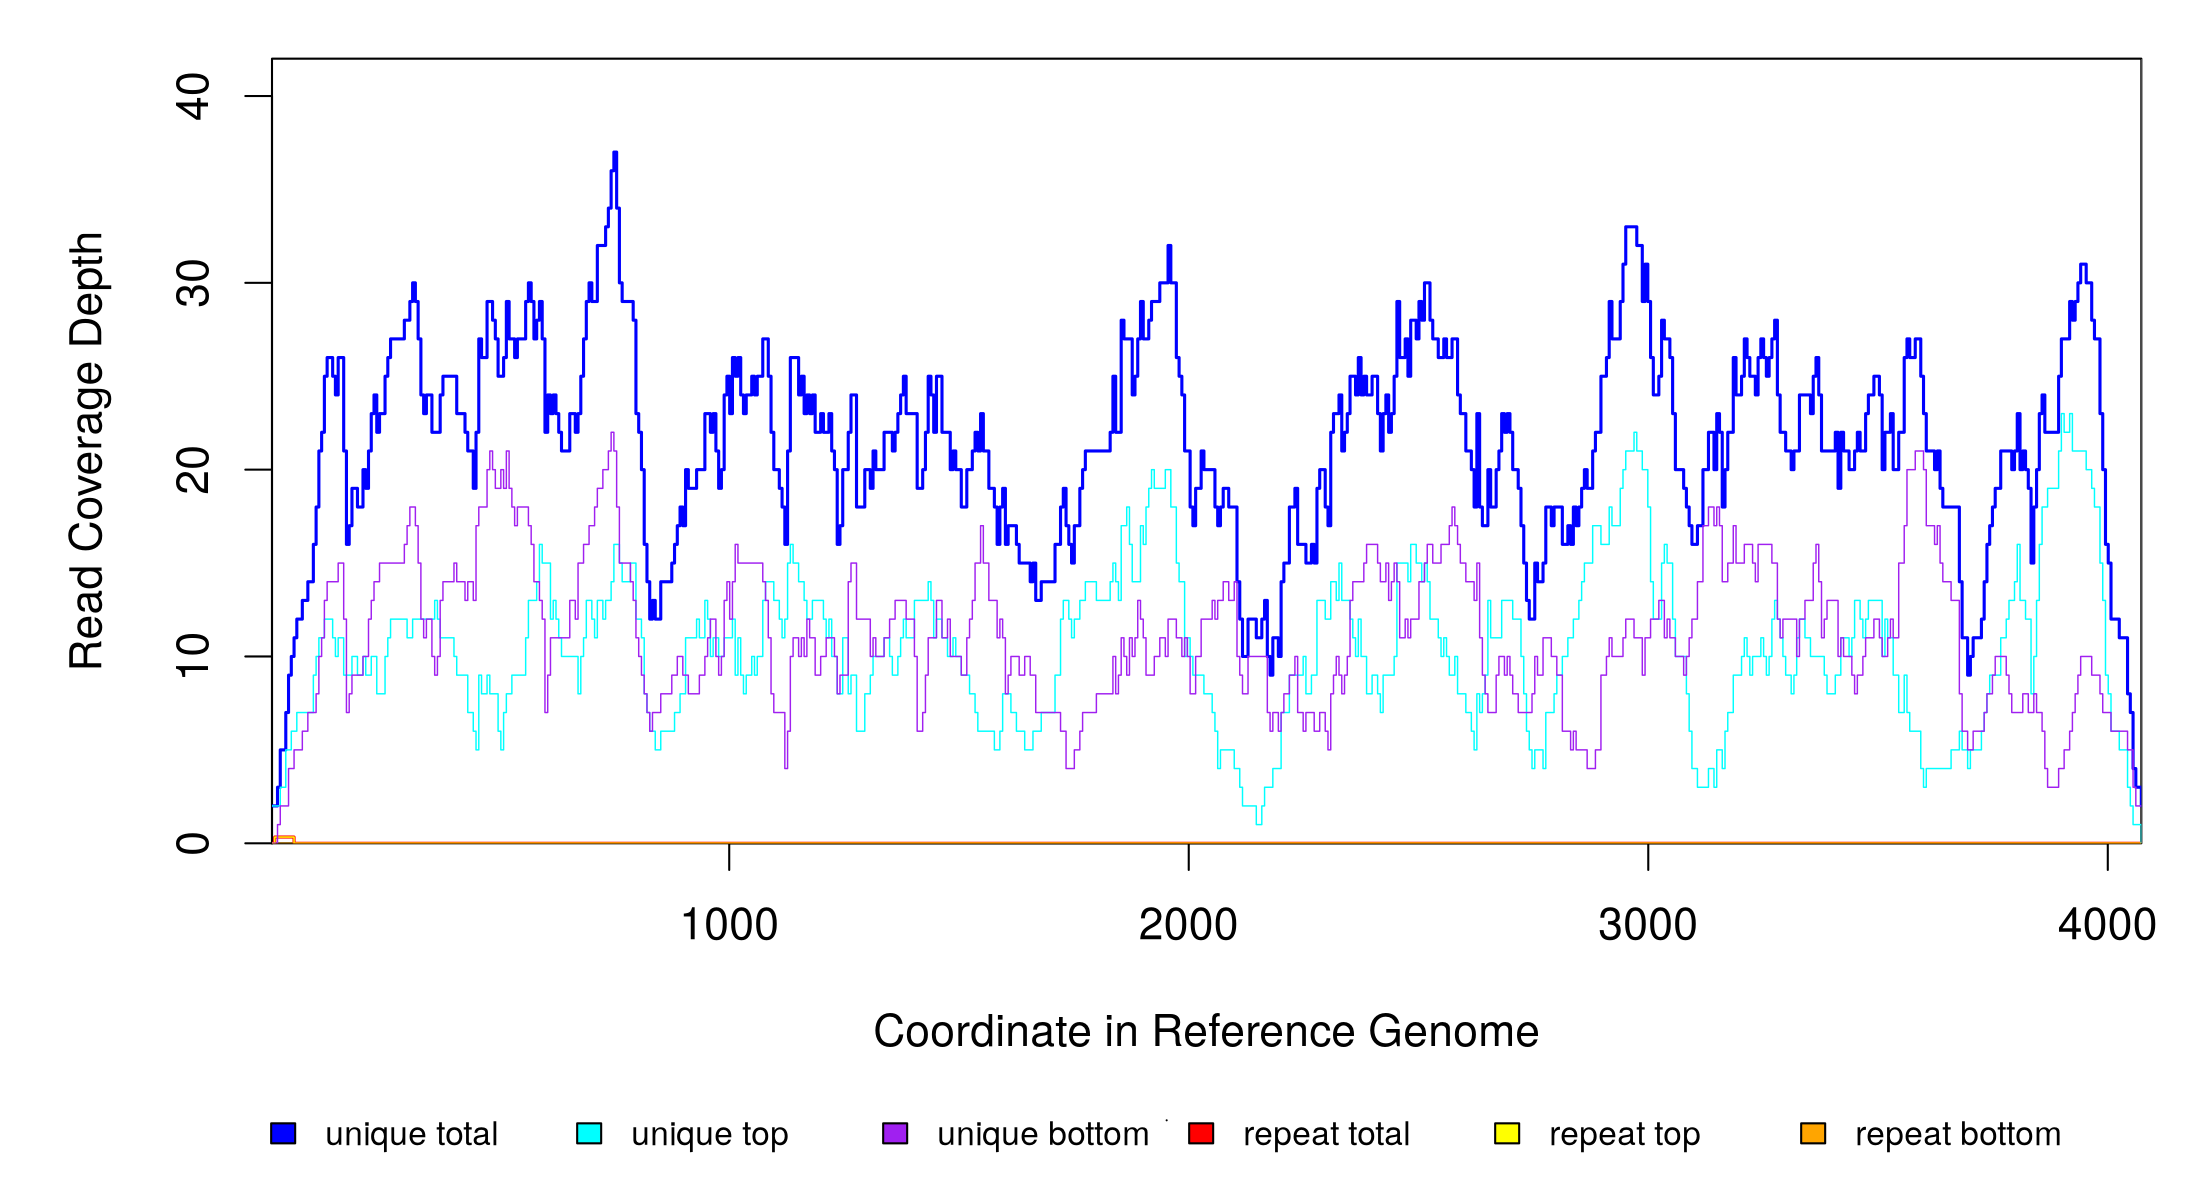 Read Coverage Depth
40
30
20
10
0
1000 2000 3000 4000
Coordinate in Reference Genome
unique total unique top unique bottom repeat total repeat top repeat bottom